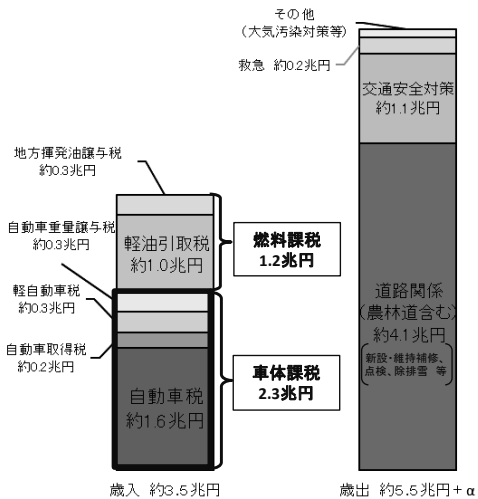 その他
（大気汚染対策等）
救急 約0.2兆円
交通安全対策
約1.1兆円
地方揮発油譲与税
約0.3兆円
自動車重量譲与税
約0.3兆円
軽油引取税
約1.0兆円
燃料課税
1.2兆円
軽自動車税
約0.3兆円
自動車取得税
約0.2兆円
自動車税
約1.6兆円
車体課税
2.3兆円
道路関係
（農林道含む）
約4.1兆円
新設・維持補修、
点検、除排雪 等
歳入 約3.5兆円
歳出 約5.5兆円＋α